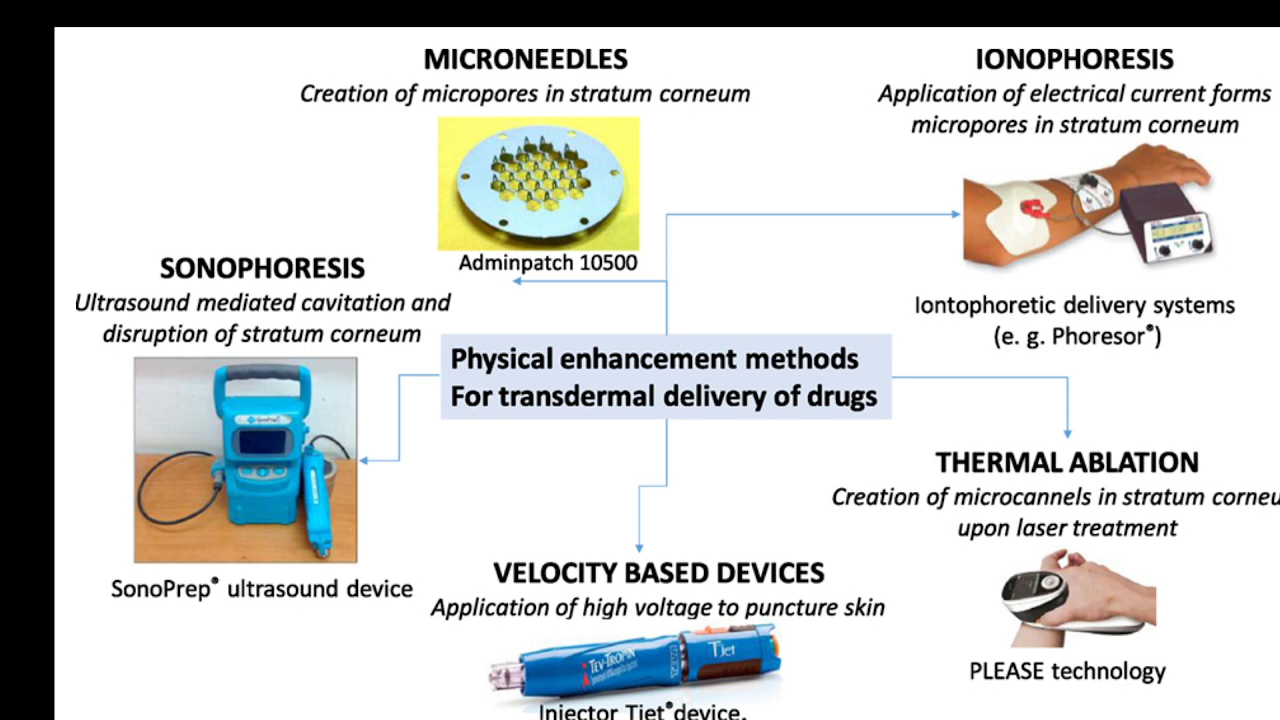 MICRONEEDLES
Creation of micropores in stratum corneum
Adminpatch 10500
IONOPHORESIS
Application of electrical current forms
micropores in stratum corneum
Iontophoretic delivery systems
(e. g. Phoresor®)
SONOPHORESIS
Ultrasound mediated cavitation and
disruption of stratum corneum
SonoPrep® ultrasound device
Physical enhancement methods
For transdermal delivery of drugs
THERMAL ABLATION
Creation of microcannels in stratum corneu
upon laser treatment
PLEASE technology
VELOCITY BASED DEVICES
Application of high voltage to puncture skin
TEV-TROPIN
TJet
Injector Tjet®device.